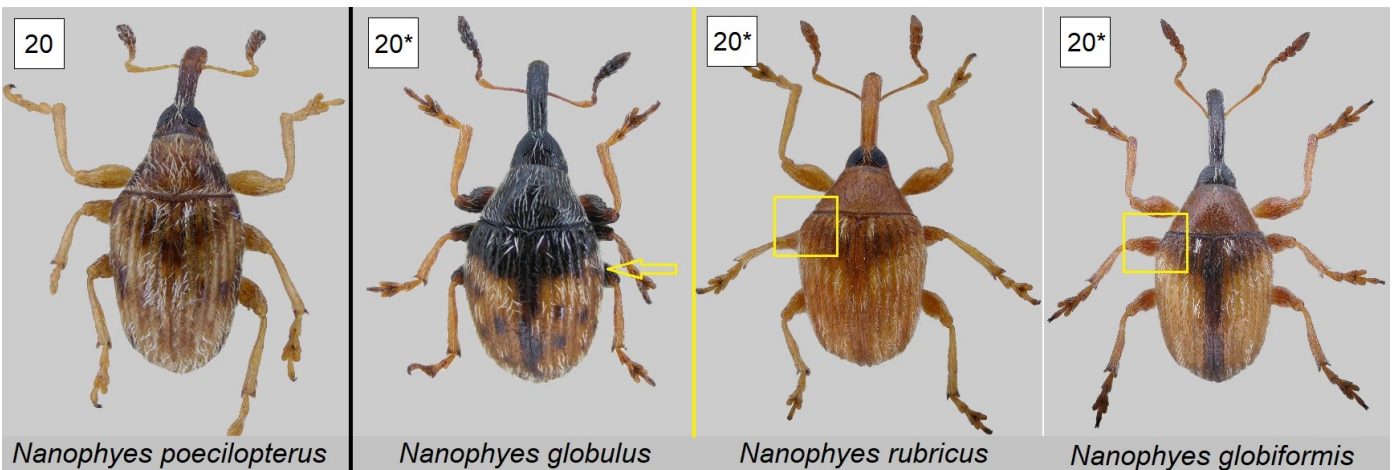 20
20*
20*
20*
Nanophyes poecilopterus
Nanophyes globulus
Nanophyes rubricus
Nanophyes globiformis